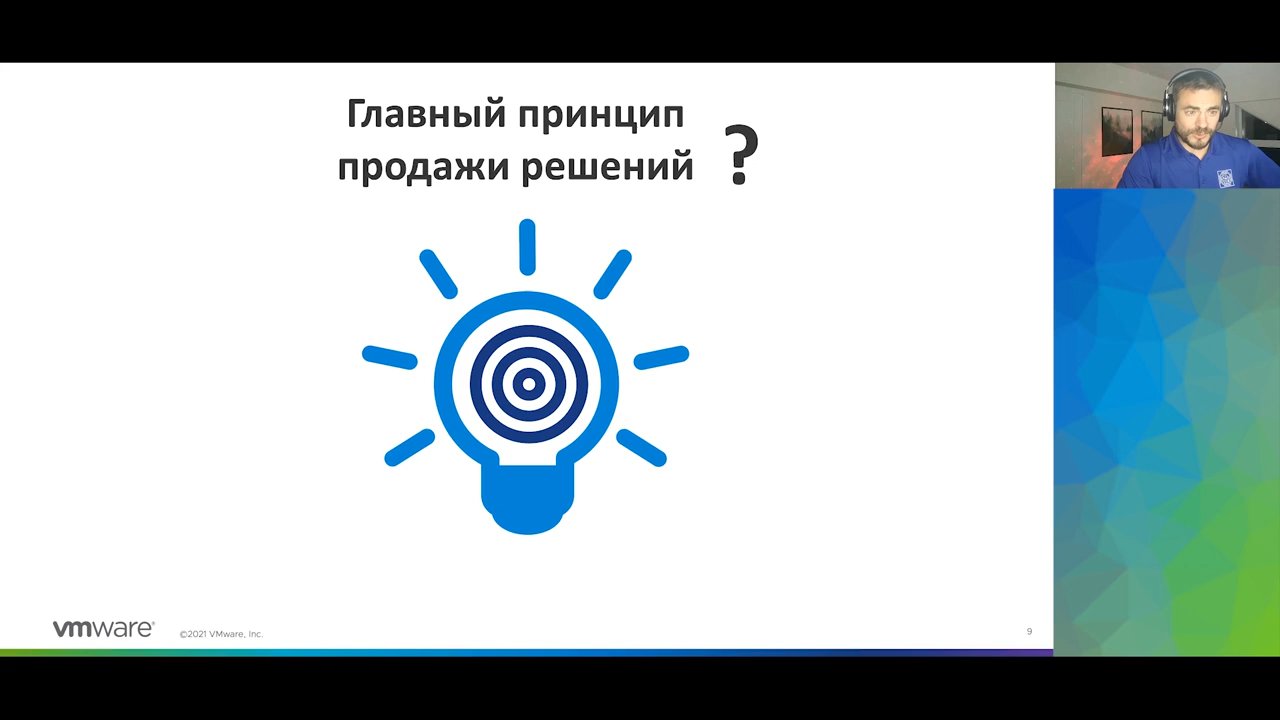 Главный принцип
продажи решений
?
vmware®
©2021 VMware, Inc.
9